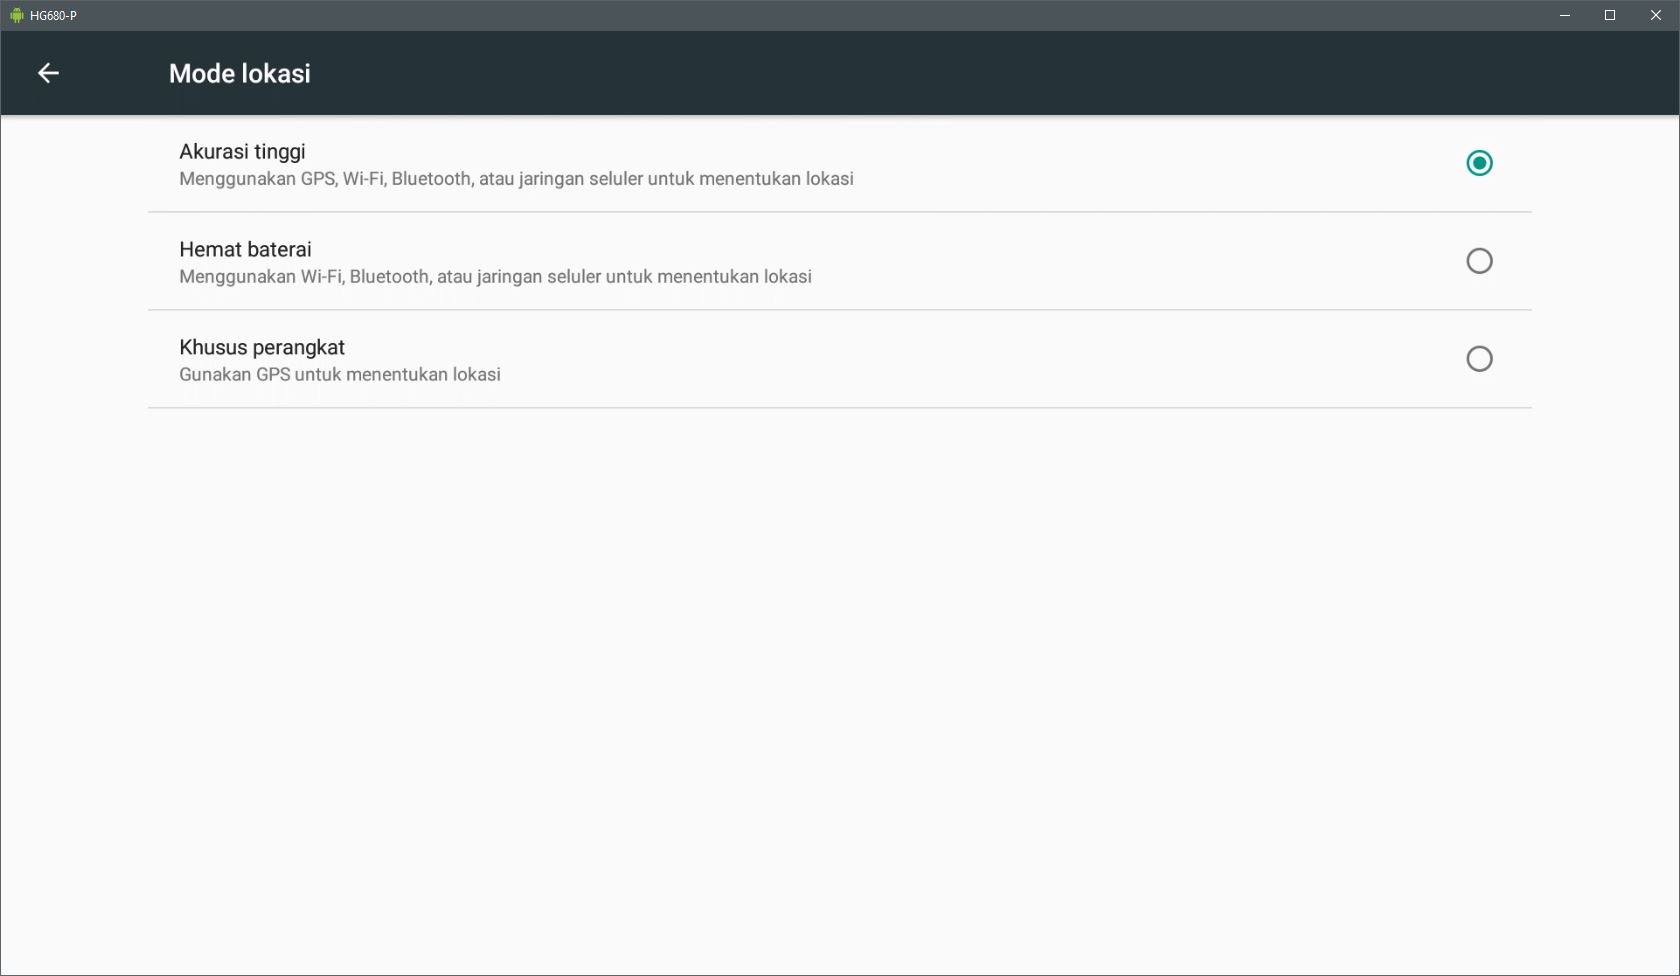 HG680-P
Mode lokasi
Akurasi tinggi
Menggunakan GPS, Wi-Fi, Bluetooth, atau jaringan seluler untuk menentukan lokasi
Hemat baterai
Menggunakan Wi-Fi, Bluetooth, atau jaringan seluler untuk menentukan lokasi
Khusus perangkat
Gunakan GPS untuk menentukan lokasi